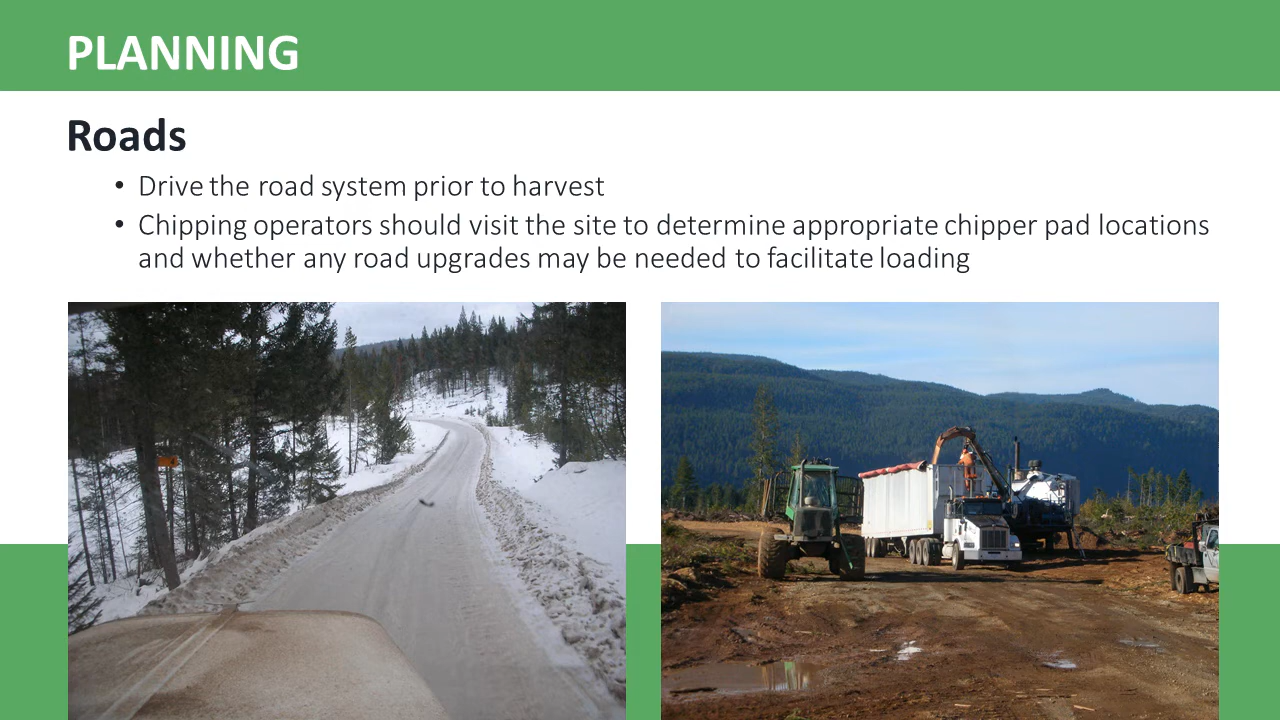 PLANNING
Roads
• Drive the road system prior to harvest
• Chipping operators should visit the site to determine appropriate chipper pad locations
and whether any road upgrades may be needed to facilitate loading